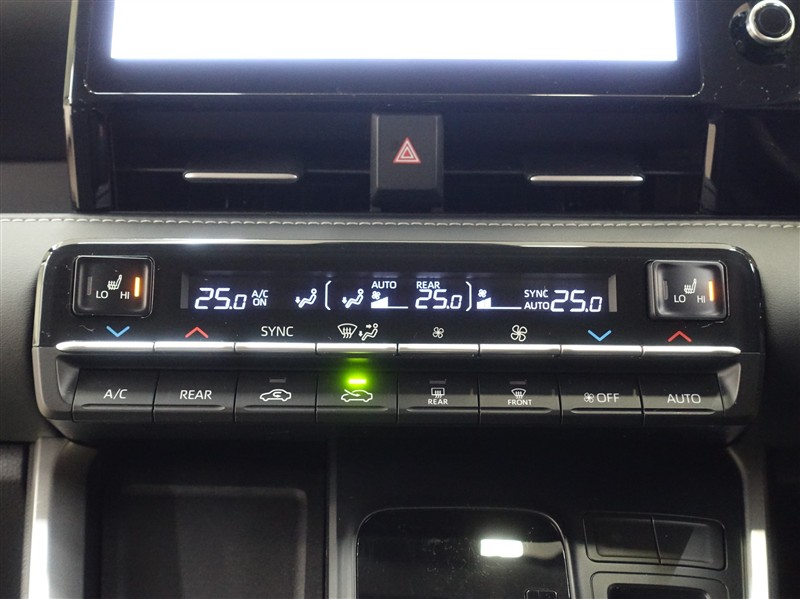 LO HI
25.0 A/C ON
AUTO
REAR
25.0
SYNC
AUTO 25.0
LO HI
SYNC
A/C
REAR
REAR
FRONT
OFF
AUTO